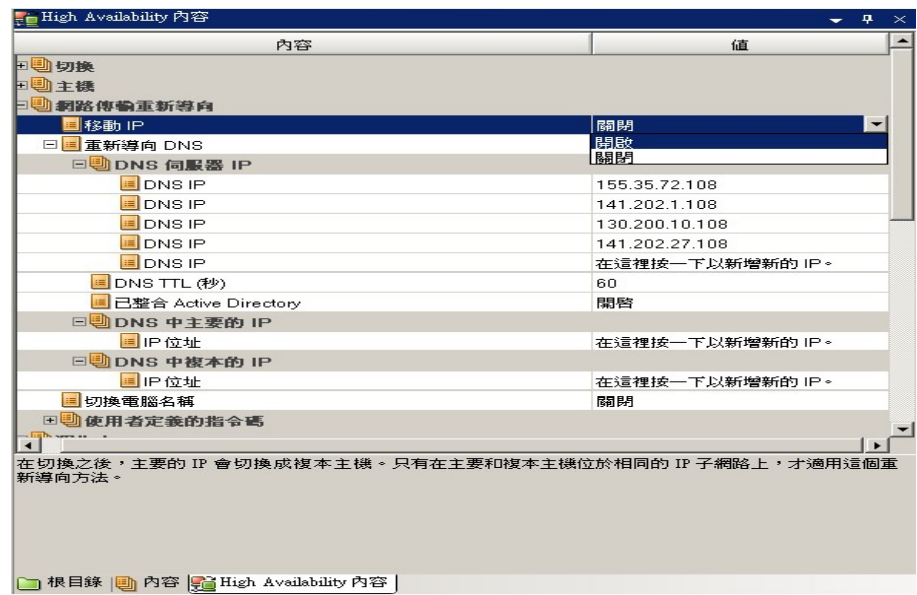 High Availability 內容
內容 值
切換
主機
網路傳輸重新導向
移動 IP 關閉
開啟
關閉
重新導向 DNS
DNS 伺服器 IP
DNS IP 155.35.72.108
DNS IP 141.202.1.108
DNS IP 130.200.10.108
DNS IP 141.202.27.108
DNS IP 在這裡按一下以新增新的 IP。
DNS TTL (秒) 60
已整合 Active Directory 開啓
DNS 中主要的 IP
IP 位址 在這裡按一下以新增新的 IP。
DNS 中複本的 IP
IP 位址 在這裡按一下以新增新的 IP。
切換電腦名稱 關閉
使用者定義的指令碼
在切換之後，主要的 IP 會切換成複本主機。只有在主要和複本主機位於相同的 IP 子網路上，才適用這個重
新導向方法。
根目錄 內容 High Availability 內容